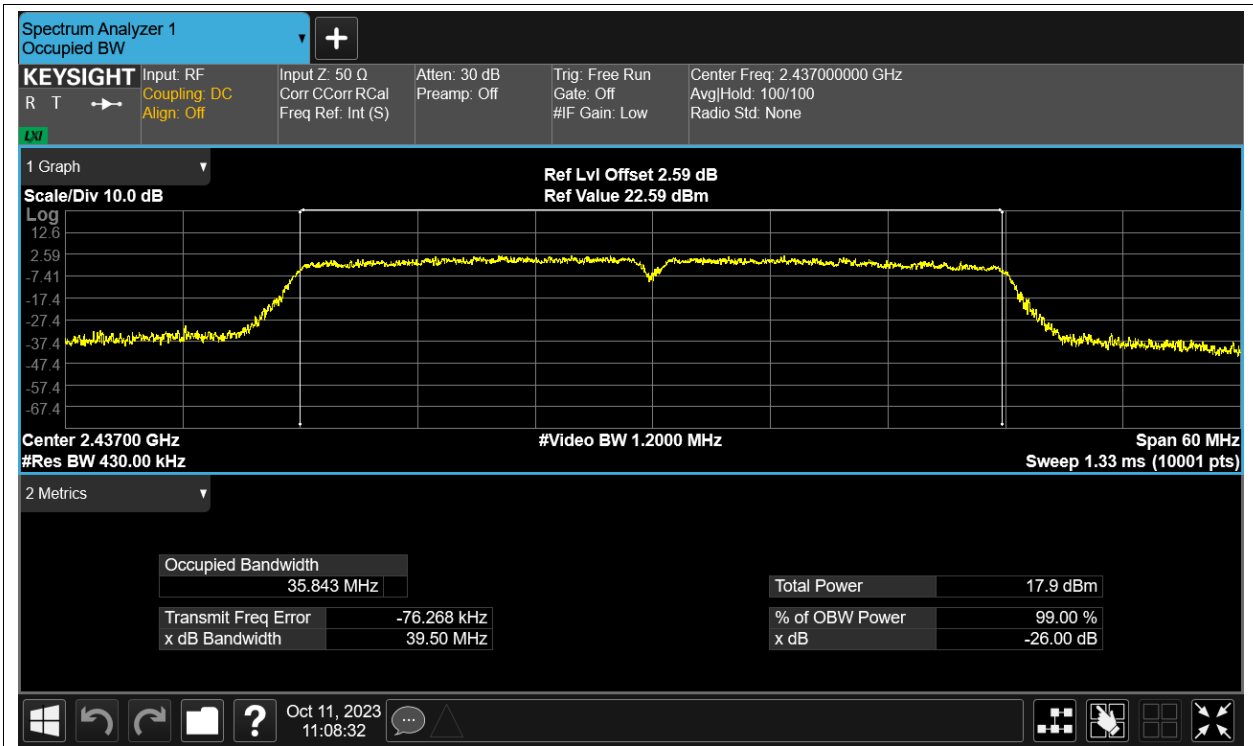 Spectrum Analyzer 1
Occupied BW
KEYSIGHT
R T
LXI
Input: RF
Coupling: DC
Align: Off
Input Z: 50 Ω
Corr CCorr RCal
Freq Ref: Int (S)
Atten: 30 dB
Preamp: Off
Trig: Free Run
Gate: Off
#IF Gain: Low
Center Freq: 2.437000000 GHz
Avg|Hold: 100/100
Radio Std: None
1 Graph
Scale/Div 10.0 dB
Ref Lvl Offset 2.59 dB
Ref Value 22.59 dBm
Log
12.6
2.59
-7.41
-17.4
-27.4
-37.4
-47.4
-57.4
-67.4
Center 2.43700 GHz
#Video BW 1.2000 MHz
Span 60 MHz
#Res BW 430.00 kHz
Sweep 1.33 ms (10001 pts)
2 Metrics
Occupied Bandwidth
35.843 MHz
Total Power 17.9 dBm
Transmit Freq Error -76.268 kHz
% of OBW Power 99.00 %
x dB Bandwidth 39.50 MHz
x dB -26.00 dB
?
Oct 11, 2023
11:08:32